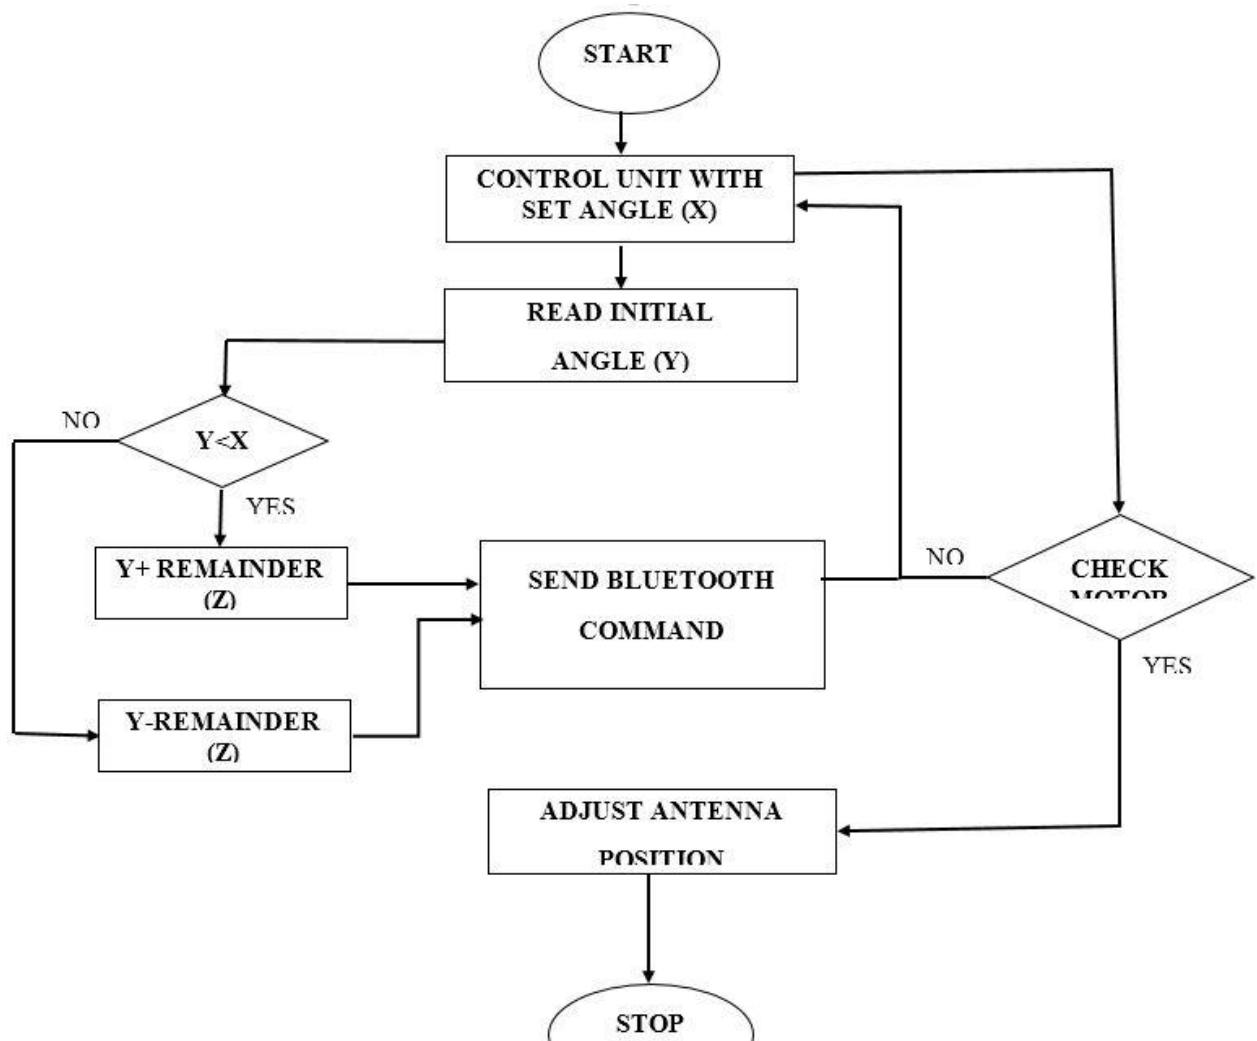 START
CONTROL UNIT WITH
SET ANGLE (X)
READ INITIAL
ANGLE (Y)
NO
Y<X
YES
Y+ REMAINDER
(Z)
SEND BLUETOOTH
COMMAND
NO
CHECK
MOTOR
YES
Y-REMAINDER
(Z)
ADJUST ANTENNA
POSITION
STOP